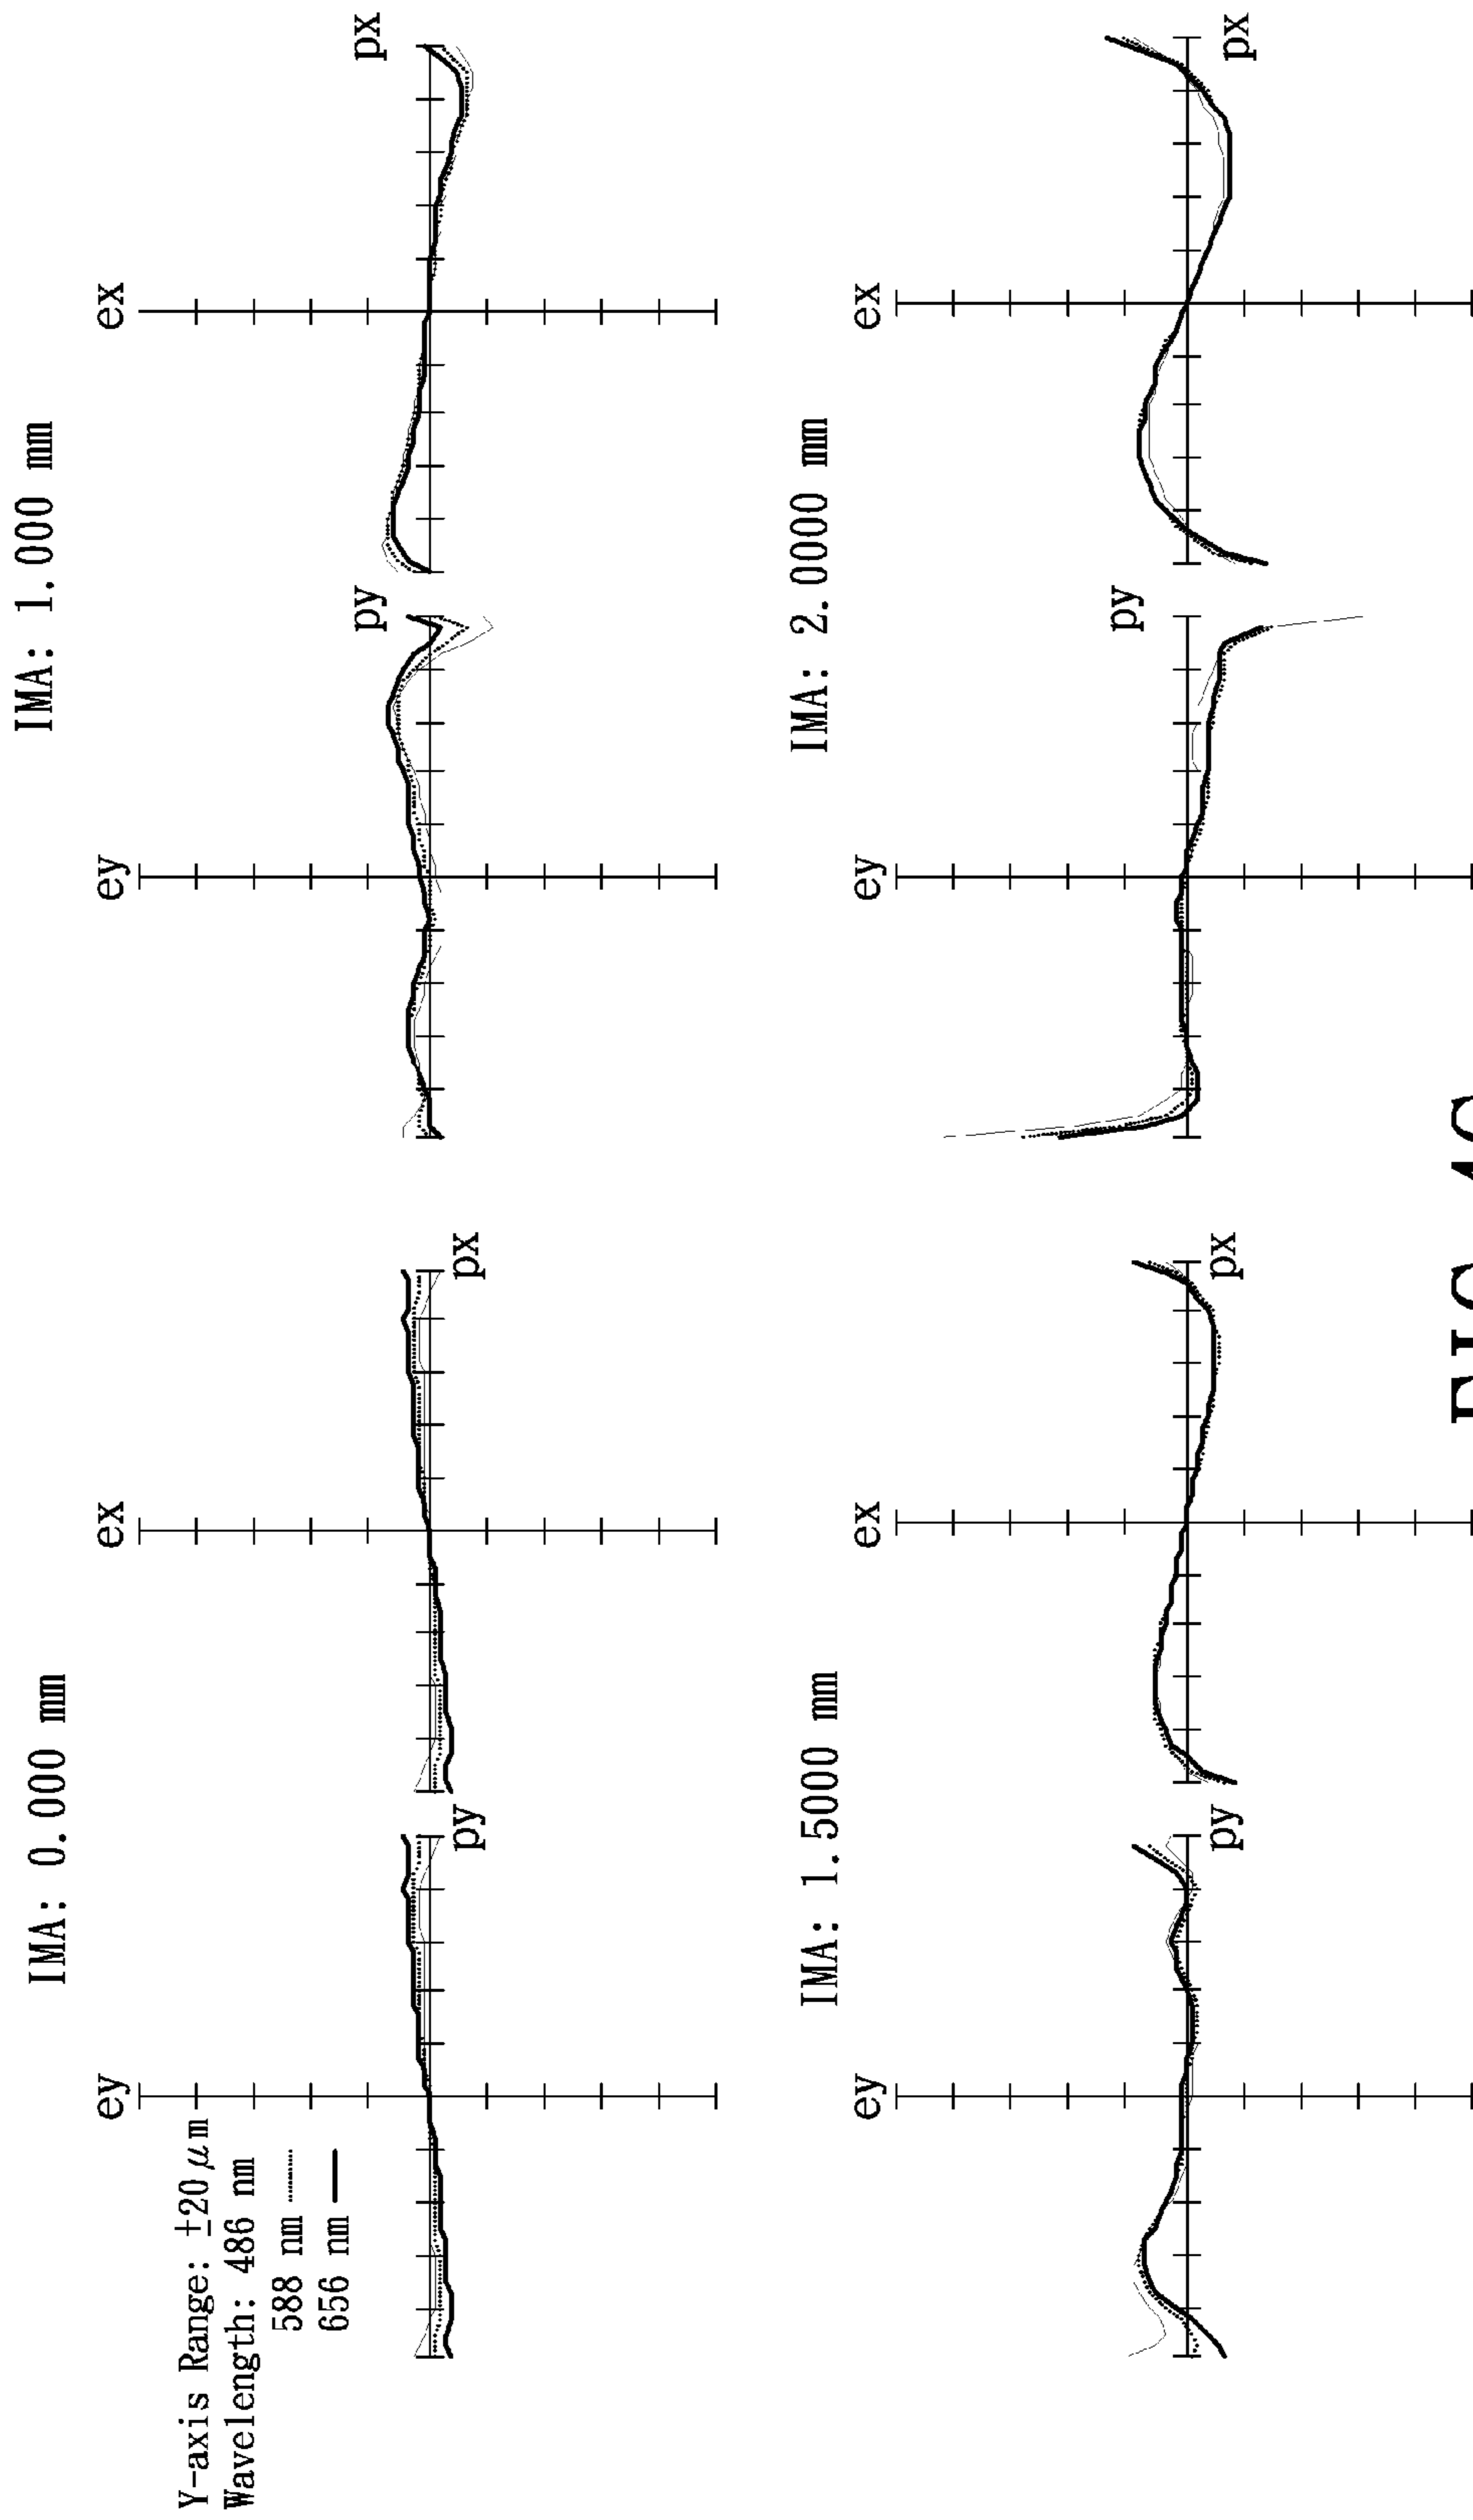 IMA: 0.000 mm
IMA: 1.000 mm
ey
ex
ey
ex
Y-axis Range: ±20μm
Wavelength: 486 nm
588 nm
656 nm
py
px
py
px
IMA: 1.5000 mm
IMA: 2.0000 mm
ey
ex
ey
ex
py
px
py
px